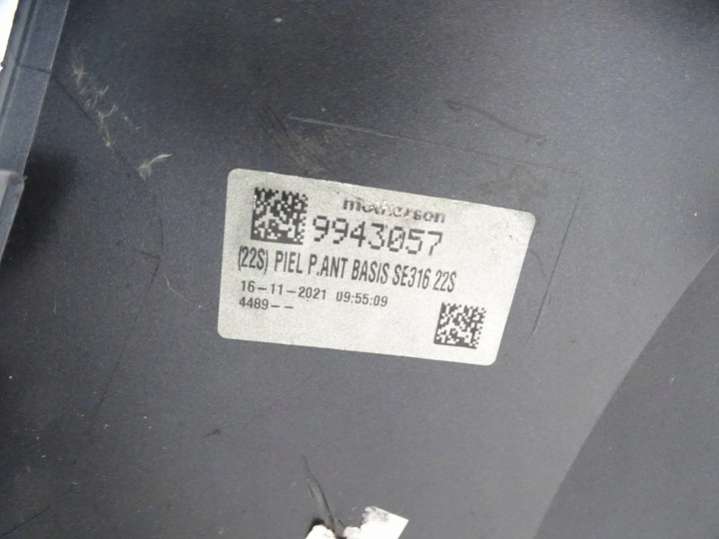 motherson
9943057
(22S) PIEL P.ANT BASIS SE316 22S
16-11-2021 09:55:09
4489--